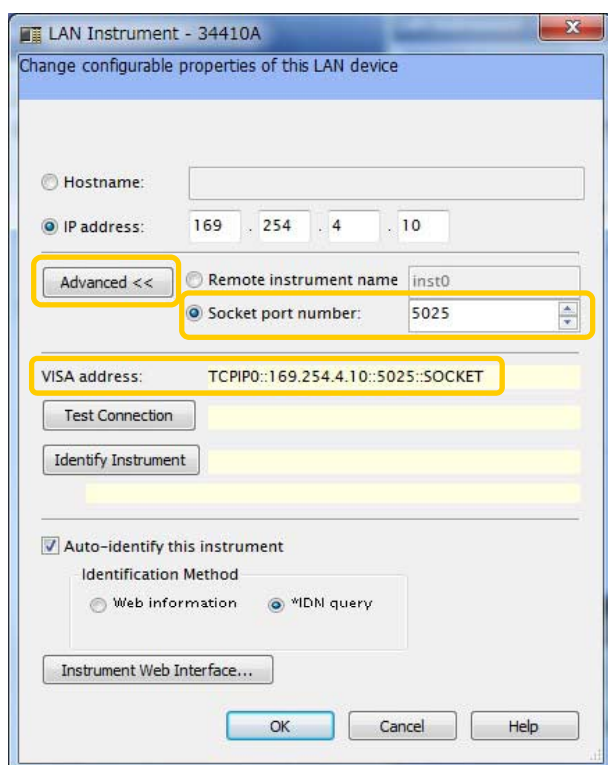 LAN Instrument - 34410A
Change configurable properties of this LAN device
Hostname:
IP address: 169 . 254 . 4 . 10
Advanced << Remote instrument name inst0
Socket port number: 5025
VISA address: TCPIP0::169.254.4.10::5025::SOCKET
Test Connection
Identify Instrument
Auto-identify this instrument
Identification Method
Web information *IDN query
Instrument Web Interface...
OK Cancel Help